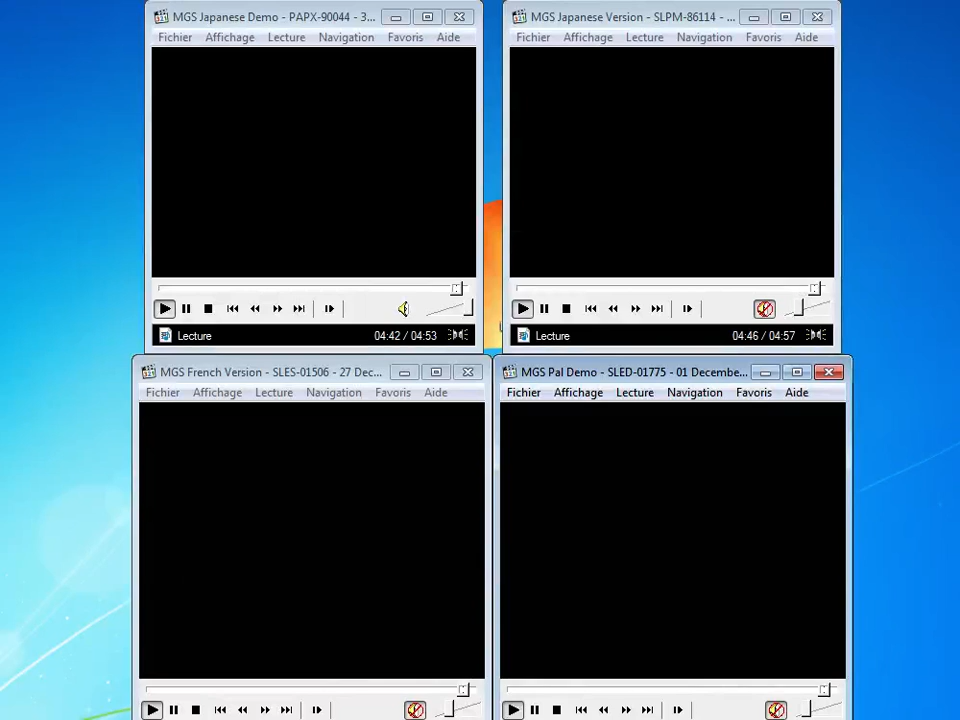 MGS Japanese Demo - PAPX-90044 - 3...
Fichier Affichage Lecture Navigation Favoris Aide
Lecture 04:42 / 04:53
MGS Japanese Version - SLPM-86114 - ...
Fichier Affichage Lecture Navigation Favoris Aide
Lecture 04:46 / 04:57
MGS French Version - SLES-01506 - 27 Dec...
Fichier Affichage Lecture Navigation Favoris Aide
MGS Pal Demo - SLED-01775 - 01 Decembe...
Fichier Affichage Lecture Navigation Favoris Aide